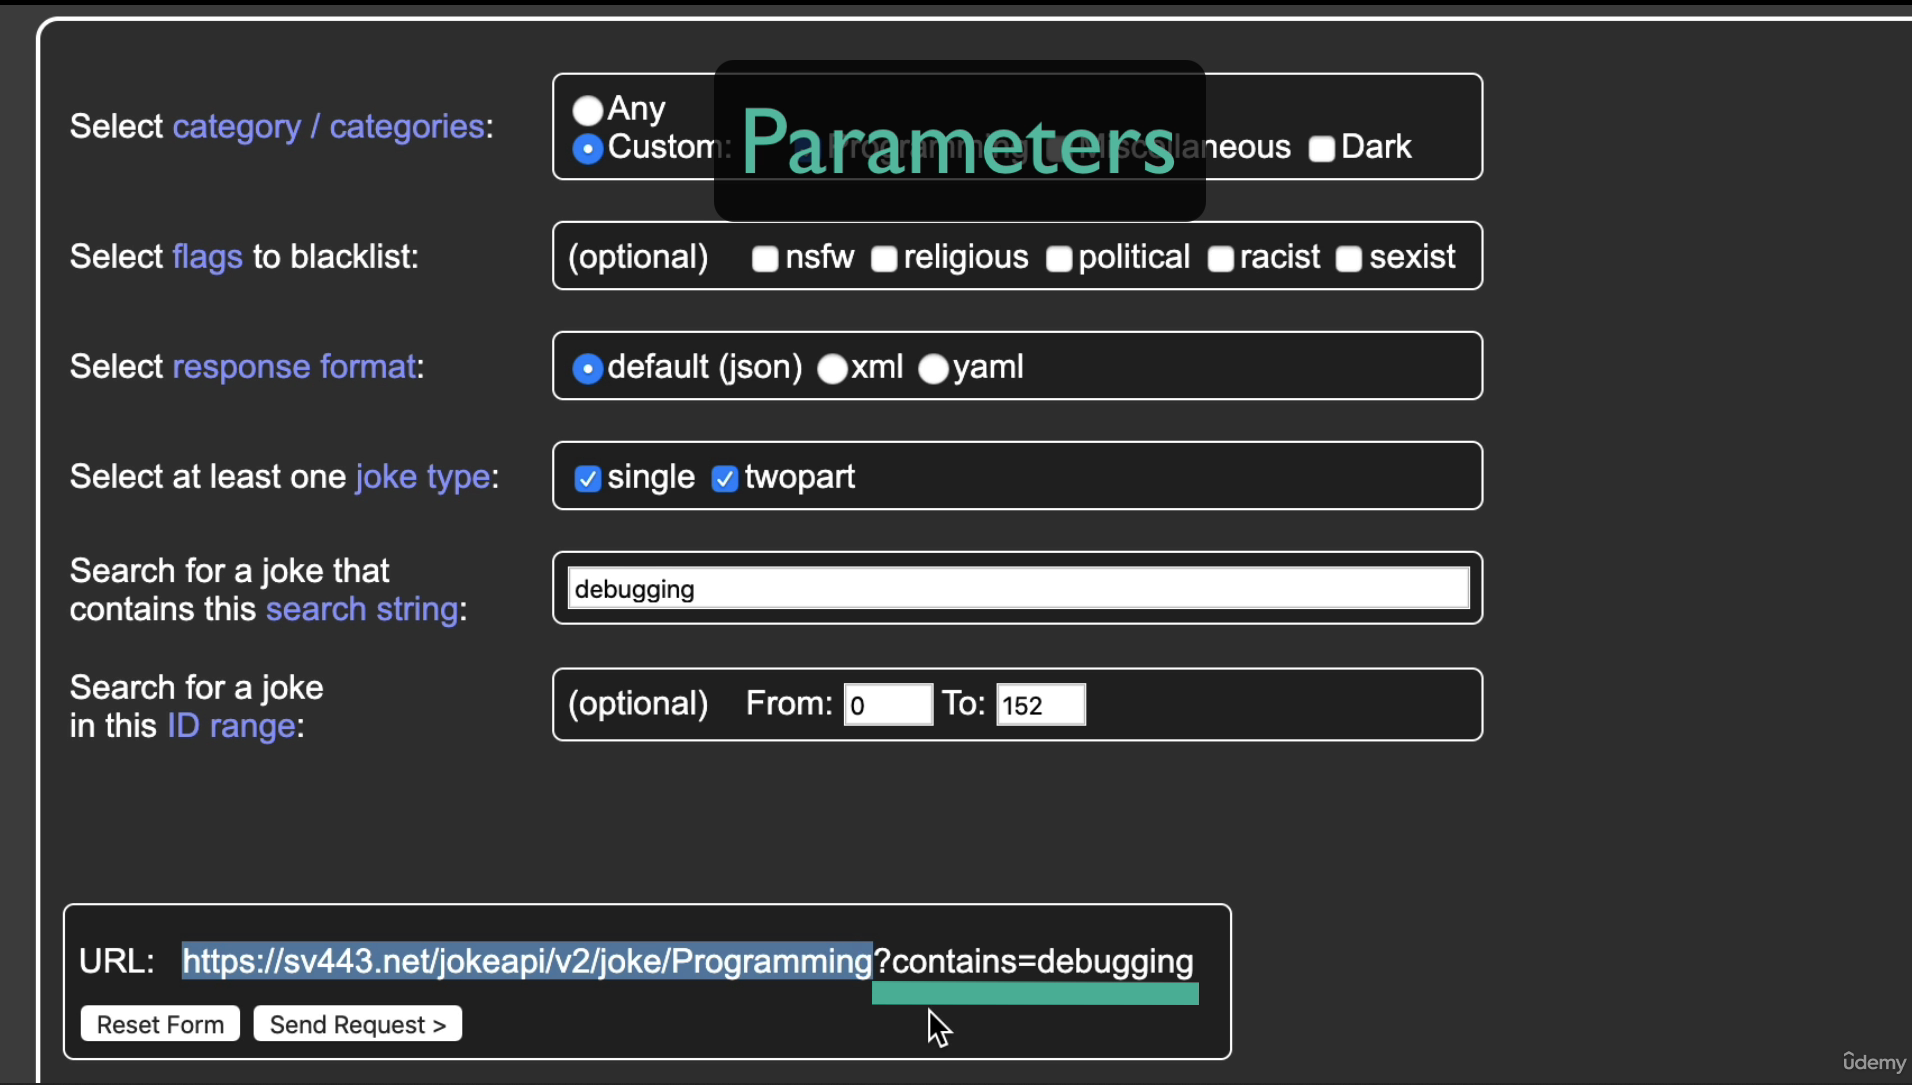 Parameters
Select category / categories:
Any
Custom: Programming Miscellaneous Dark
Select flags to blacklist:
(optional) nsfw religious political racist sexist
Select response format:
default (json) xml yaml
Select at least one joke type:
single twopart
Search for a joke that
contains this search string:
debugging
Search for a joke
in this ID range:
(optional) From: 0 To: 152
URL: https://sv443.net/jokeapi/v2/joke/Programming?contains=debugging
Reset Form Send Request >
ûdemy